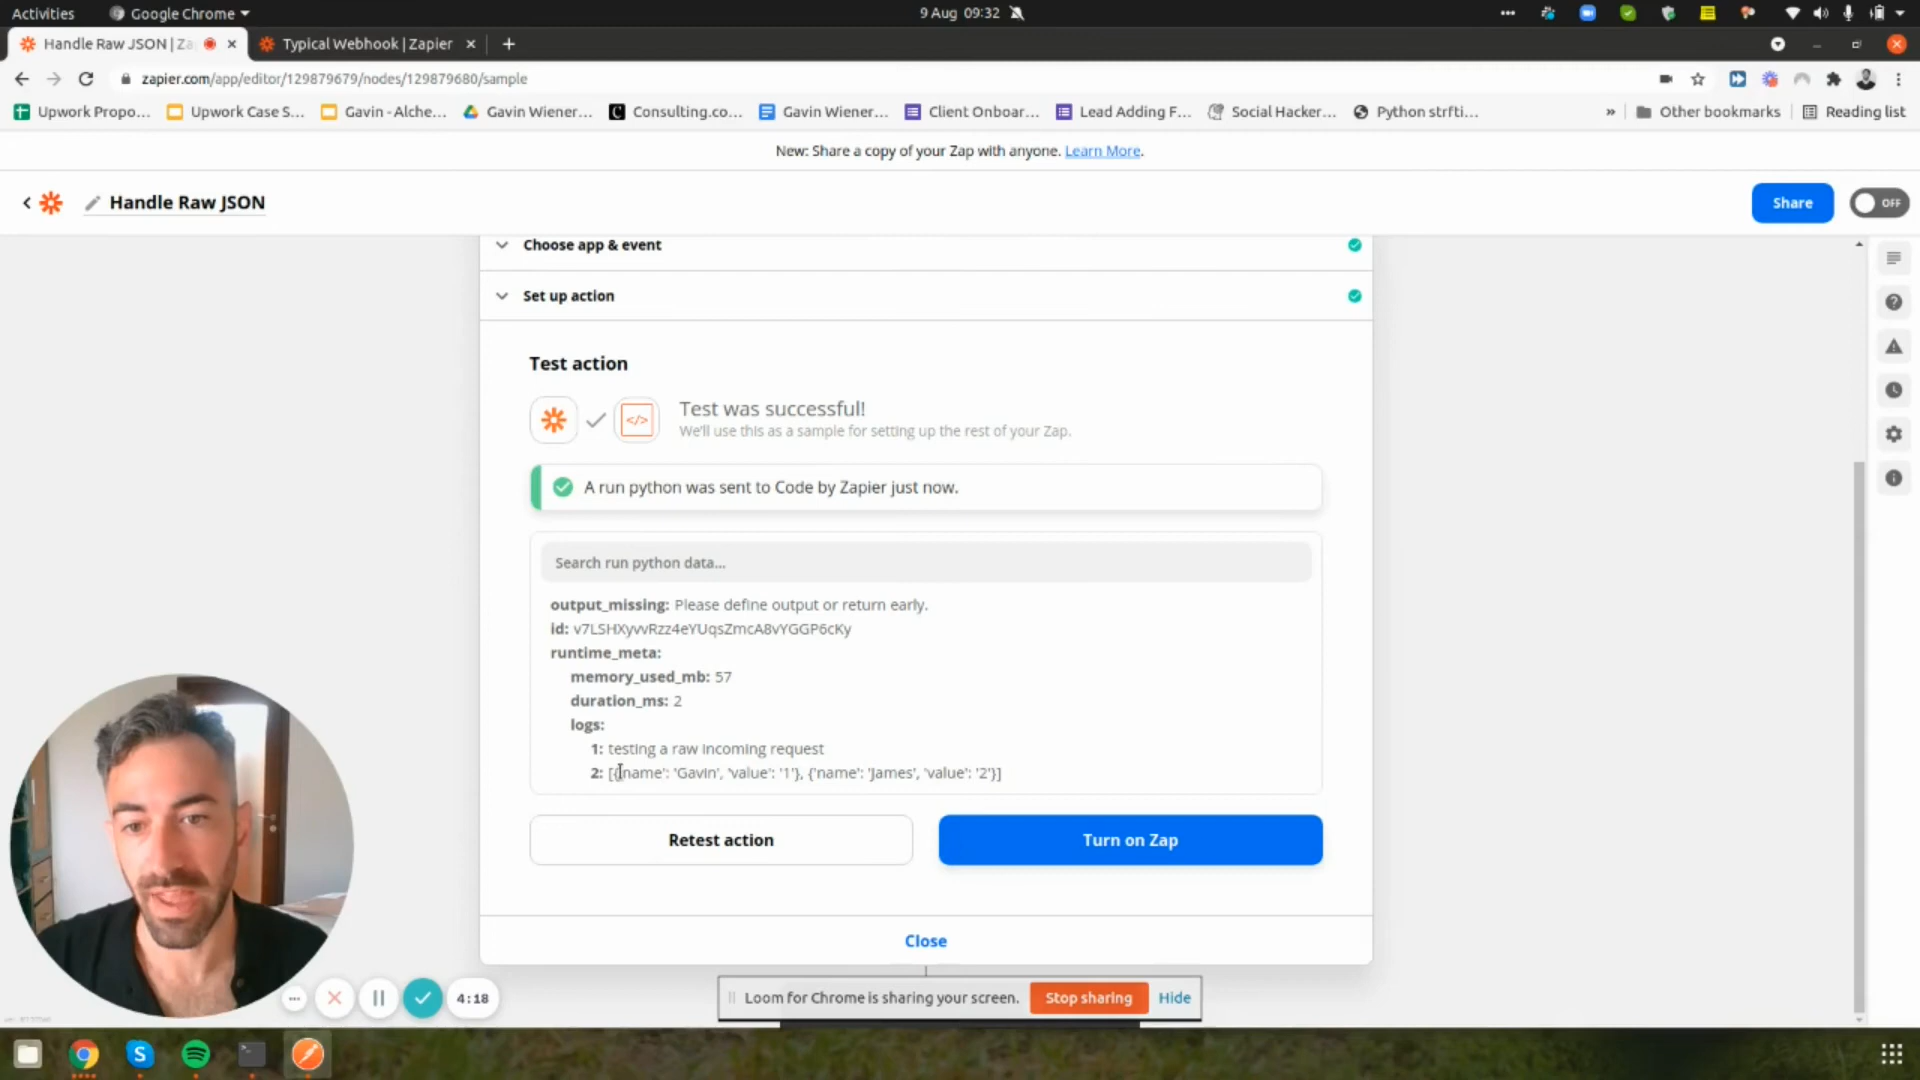 Activities
Google Chrome
9 Aug 09:32
Handle Raw JSON | Za
Typical Webhook | Zapier
zapier.com/app/editor/129879679/nodes/129879680/sample
Upwork Propo...
Upwork Case S...
Gavin - Alche...
Gavin Wiener...
Consulting.co...
Gavin Wiener...
Client Onboar...
Lead Adding F...
Social Hacker...
Python strfti...
»
Other bookmarks
Reading list
New: Share a copy of your Zap with anyone. Learn More.
Handle Raw JSON
Share
OFF
Choose app & event
Set up action
Test action
Test was successful!
We'll use this as a sample for setting up the rest of your Zap.
A run python was sent to Code by Zapier just now.
Search run python data...
output_missing: Please define output or return early.
id: v7LSHXyvvRzz4eYUqsZmcA8vYGGP6cKy
runtime_meta:
memory_used_mb: 57
duration_ms: 2
logs:
1: testing a raw incoming request
2: [{'name': 'Gavin', 'value': '1'}, {'name': 'James', 'value': '2'}]
Retest action
Turn on Zap
Close
4:18
Loom for Chrome is sharing your screen.
Stop sharing
Hide